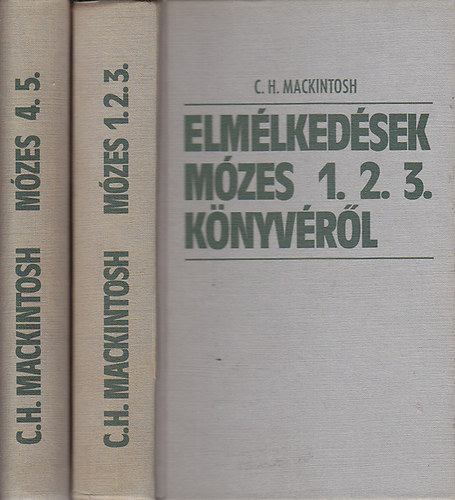 C.H. MACKINTOSH MÓZES 4. 5.
C.H. MACKINTOSH MÓZES 1. 2. 3.
C. H. MACKINTOSH
ELMÉLKEDÉSEK
MÓZES 1. 2. 3.
KÖNYVÉRŐL